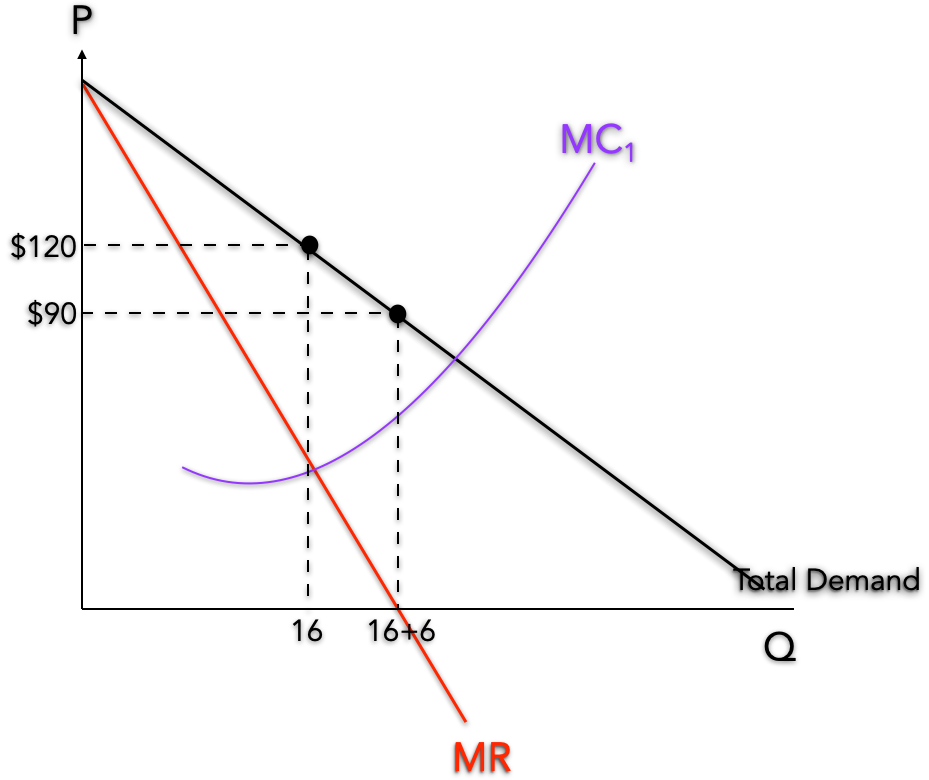 P
MC₁
$120
$90
Total Demand
16
16+6
Q
MR